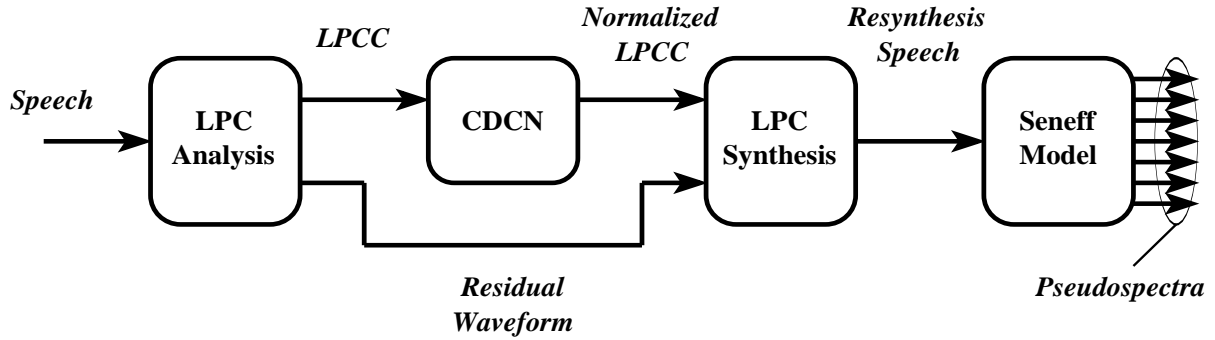 Speech
LPC
Analysis
LPCC
CDCN
Normalized
LPCC
Residual
Waveform
LPC
Synthesis
Resynthesis
Speech
Seneff
Model
Pseudospectra